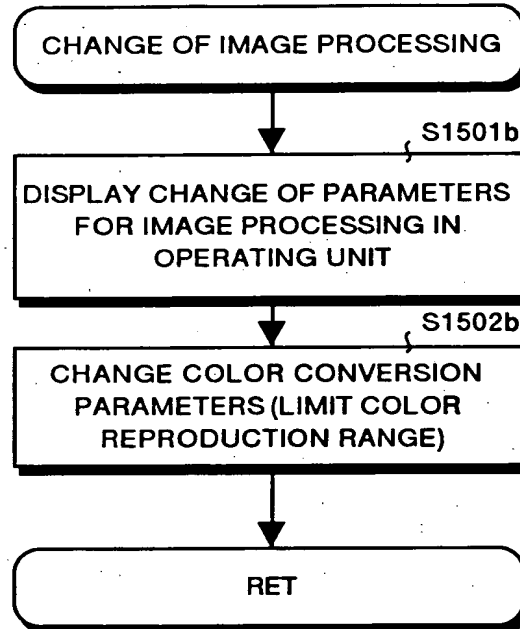 CHANGE OF IMAGE PROCESSING
S1501b
DISPLAY CHANGE OF PARAMETERS
FOR IMAGE PROCESSING IN
OPERATING UNIT
S1502b
CHANGE COLOR CONVERSION
PARAMETERS (LIMIT COLOR
REPRODUCTION RANGE)
RET